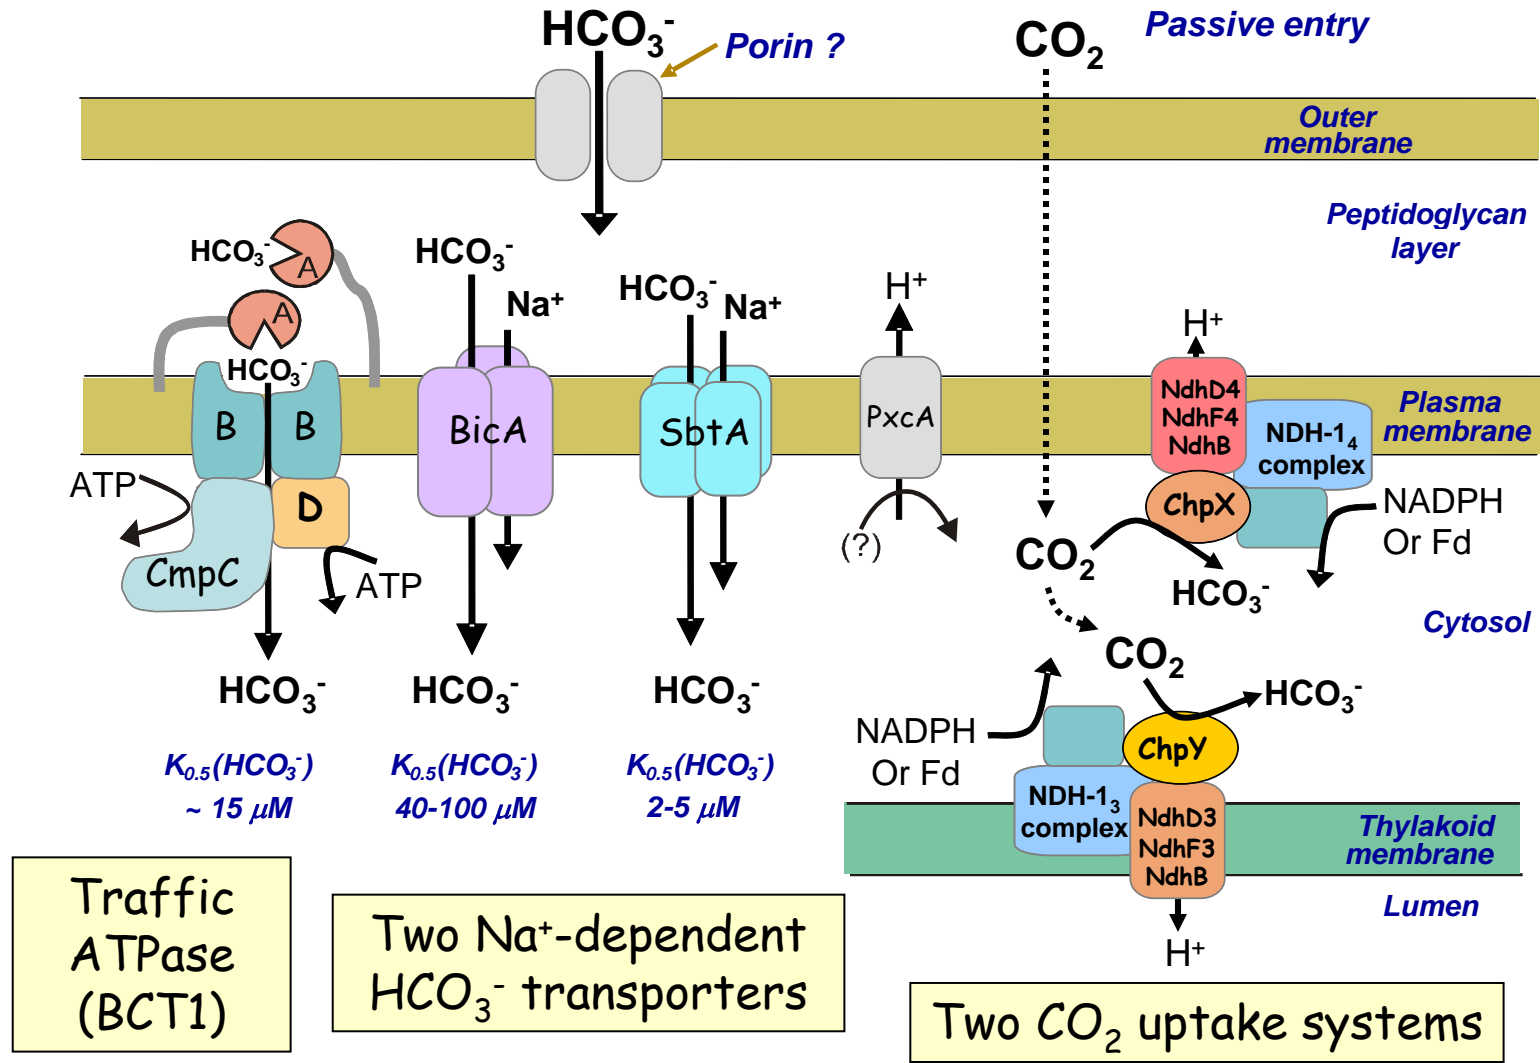 HCO₃⁻
Porin ?
CO₂
Passive entry
Outer
membrane
Peptidoglycan
layer
HCO₃⁻
A
A
HCO₃⁻
B
B
ATP
D
CmpC
ATP
HCO₃⁻
K₀.₅(HCO₃⁻)
~ 15 µM
HCO₃⁻
Na⁺
BicA
HCO₃⁻
K₀.₅(HCO₃⁻)
40-100 µM
HCO₃⁻
Na⁺
SbtA
HCO₃⁻
K₀.₅(HCO₃⁻)
2-5 µM
H⁺
PxcA
(?)
H⁺
NdhD4
NdhF4
NdhB
NDH-1₄
complex
Plasma
membrane
ChpX
NADPH
Or Fd
CO₂
HCO₃⁻
Cytosol
CO₂
HCO₃⁻
NADPH
Or Fd
ChpY
NDH-1₃
complex
NdhD3
NdhF3
NdhB
Thylakoid
membrane
Lumen
H⁺
Traffic
ATPase
(BCT1)
Two Na⁺-dependent
HCO₃⁻ transporters
Two CO₂ uptake systems